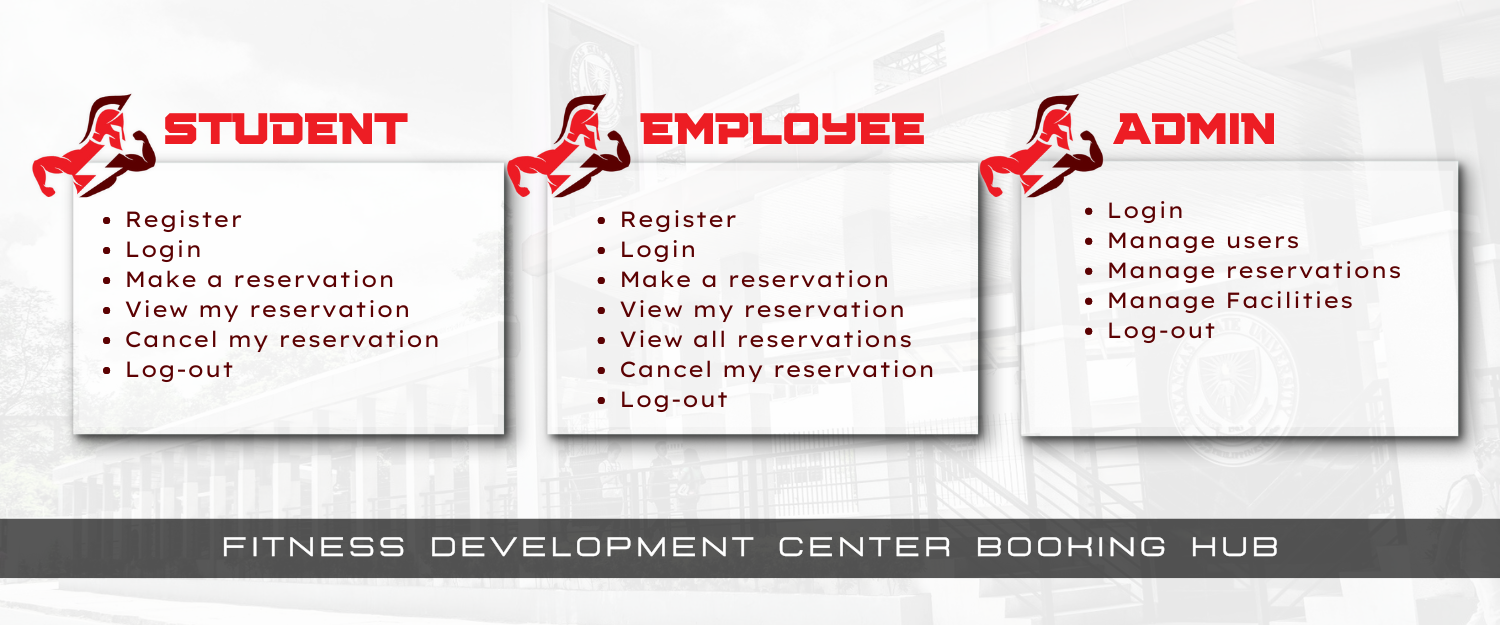 STUDENT
• Register
• Login
• Make a reservation
• View my reservation
• Cancel my reservation
• Log-out
EMPLOYEE
• Register
• Login
• Make a reservation
• View my reservation
• View all reservations
• Cancel my reservation
• Log-out
ADMIN
• Login
• Manage users
• Manage reservations
• Manage Facilities
• Log-out
FITNESS DEVELOPMENT CENTER BOOKING HUB